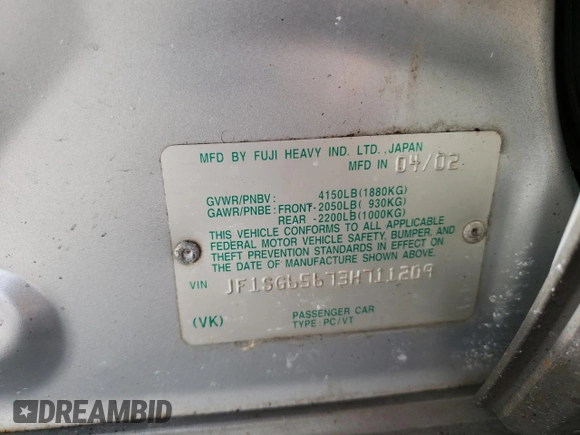 MFD BY FUJI HEAVY IND. LTD. JAPAN
MFD IN 04/02
GVWR/PNBV : 4150LB(1880KG)
GAWR/PNBE : FRONT-2050LB( 930KG)
REAR -2200LB(1000KG)
THIS VEHICLE CONFORMS TO ALL APPLICABLE
FEDERAL MOTOR VEHICLE SAFETY, BUMPER, AND
THEFT PREVENTION STANDARDS IN EFFECT ON
THE DATE OF MANUFACTURE SHOWN ABOVE.
VIN JF1SG65673H711209
(VK) PASSENGER CAR
TYPE : PC/VT
DREAMBID